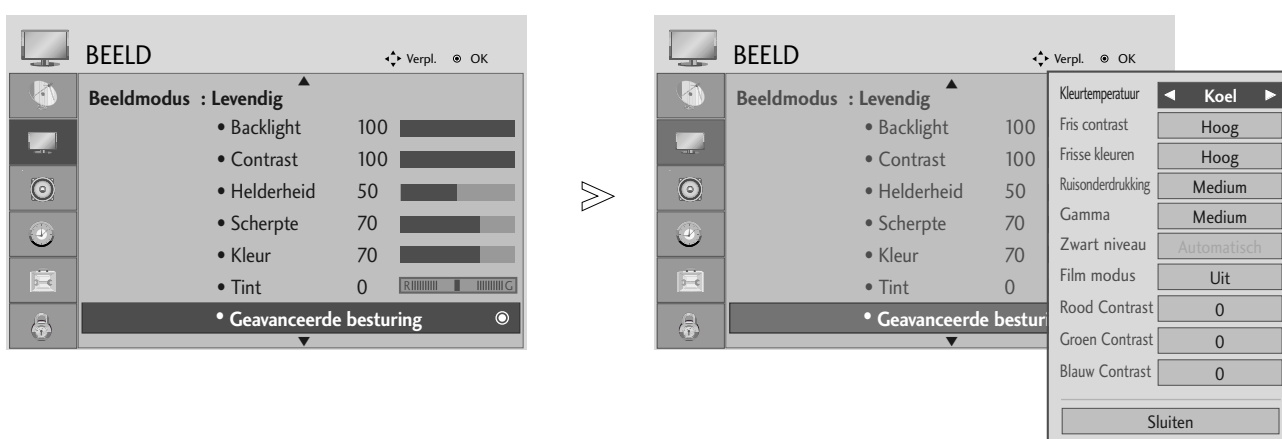 BEELD
Verpl. OK
Beeldmodus : Levendig
• Backlight 100
• Contrast 100
• Helderheid 50
• Scherpte 70
• Kleur 70
• Tint 0 R G
• Geavanceerde besturing
BEELD
Verpl. OK
Beeldmodus : Levendig
• Backlight 100
• Contrast 100
• Helderheid 50
• Scherpte 70
• Kleur 70
• Tint 0
• Geavanceerde besturi
Kleurtemperatuur Koel
Fris contrast Hoog
Frisse kleuren Hoog
Ruisonderdrukking Medium
Gamma Medium
Zwart niveau Automatisch
Film modus Uit
Rood Contrast 0
Groen Contrast 0
Blauw Contrast 0
Sluiten